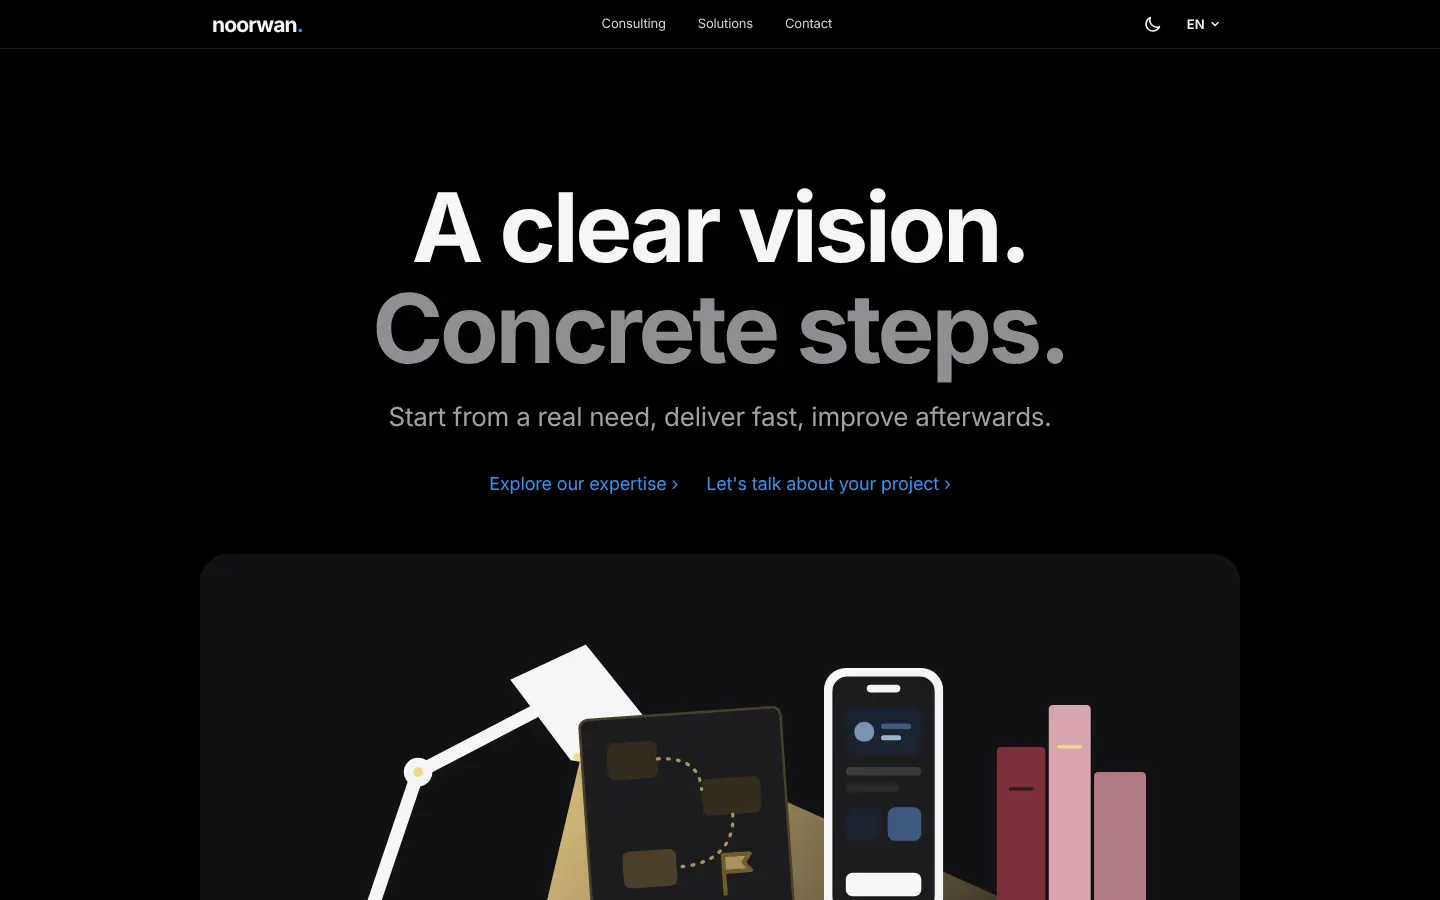 noorwan.
Consulting
Solutions
Contact
EN
A clear vision.
Concrete steps.
Start from a real need, deliver fast, improve afterwards.
Explore our expertise ›
Let's talk about your project ›